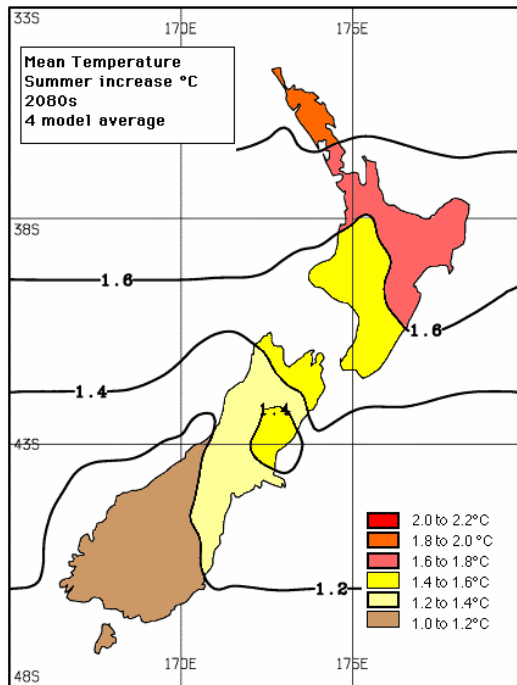 33S
170E
175E
Mean Temperature
Summer increase °C
2080s
4 model average
38S
1.6
1.6
1.4
1.4
43S
1.2
2.0 to 2.2°C
1.8 to 2.0 °C
1.6 to 1.8°C
1.4 to 1.6°C
1.2 to 1.4°C
1.0 to 1.2°C
48S
170E
175E